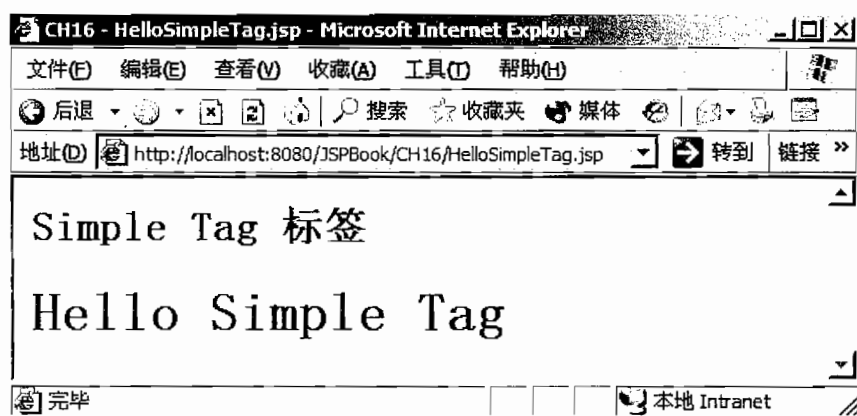 CH16 - HelloSimpleTag.jsp - Microsoft Internet Explorer
文件(F) 编辑(E) 查看(V) 收藏(A) 工具(T) 帮助(H)
后退 搜索 收藏夹 媒体
地址(D) http://localhost:8080/JSPBook/CH16/HelloSimpleTag.jsp 转到 链接 »
Simple Tag 标签
Hello Simple Tag
完毕 本地 Intranet